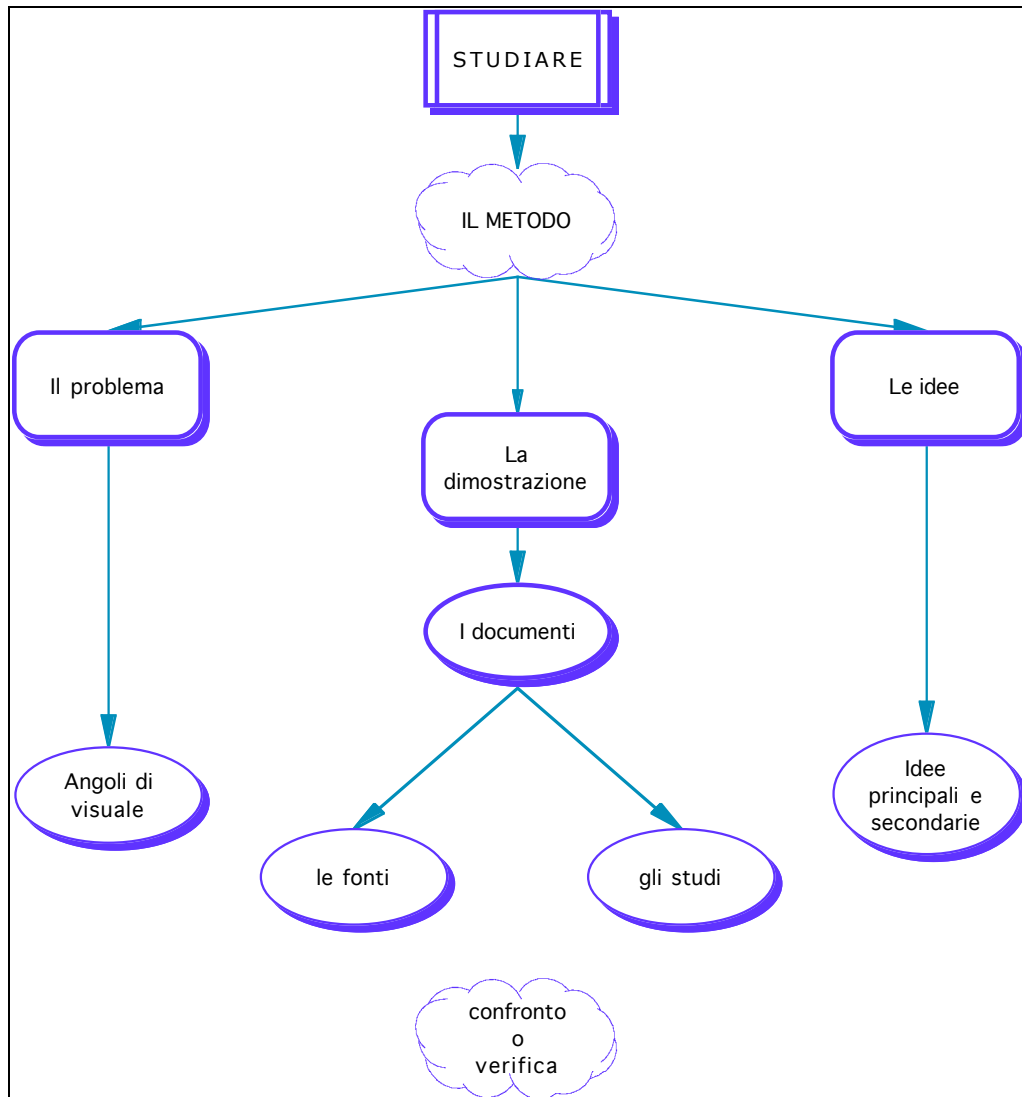 STUDIARE
IL METODO
Il problema
Le idee
La
dimostrazione
I documenti
Angoli di
visuale
Idee
principali e
secondarie
le fonti
gli studi
confronto
o
verifica